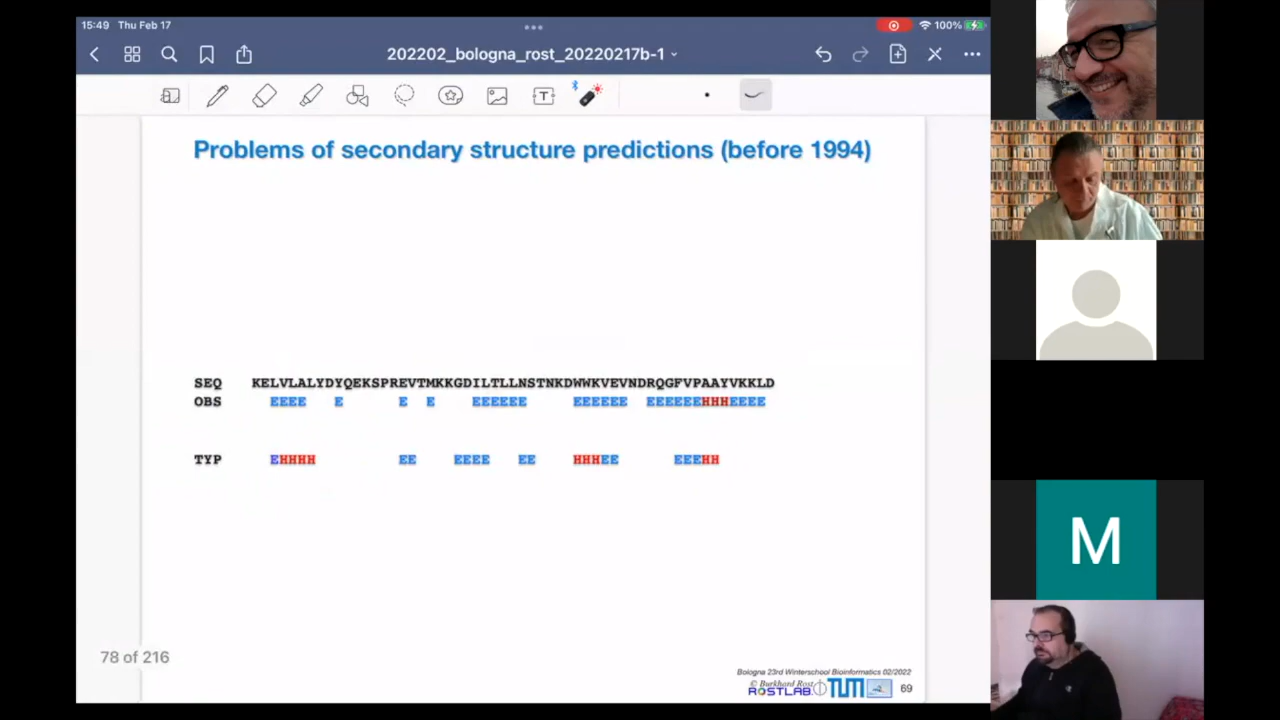 15:49 Thu Feb 17
100%
202202_bologna_rost_20220217b-1
T
Problems of secondary structure predictions (before 1994)
SEQ KELVLALYDYQEKSPREVTMKKGDILTLLNSTNKDWWKVEVNDRQGFVPAAYVKKLD
OBS EEEE E E E EEEEEE EEEEEE EEEEEEHHHEEEE
TYP EHHHH EE EEEE EE HHHEE EEEHH
78 of 216
Bologna 23rd Winterschool Bioinformatics 02/2022
© Burkhard Rost
ROSTLAB
TUM
69
M